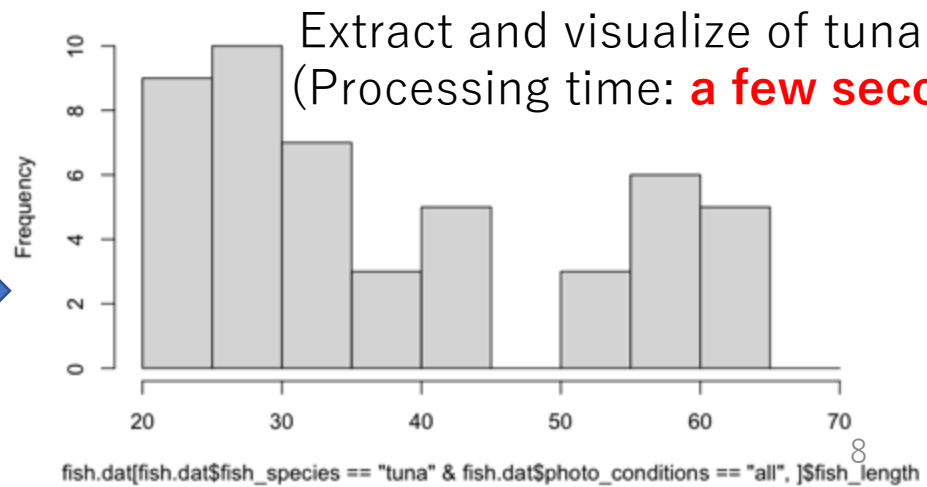 Extract and visualize of tuna
(Processing time: a few
Frequency
10
8
6
4
2
0
20 30 40 50 60 70
8
fish.dat[fish.dat$fish_species == "tuna" & fish.dat$photo_conditions == "all", ]$fish_length